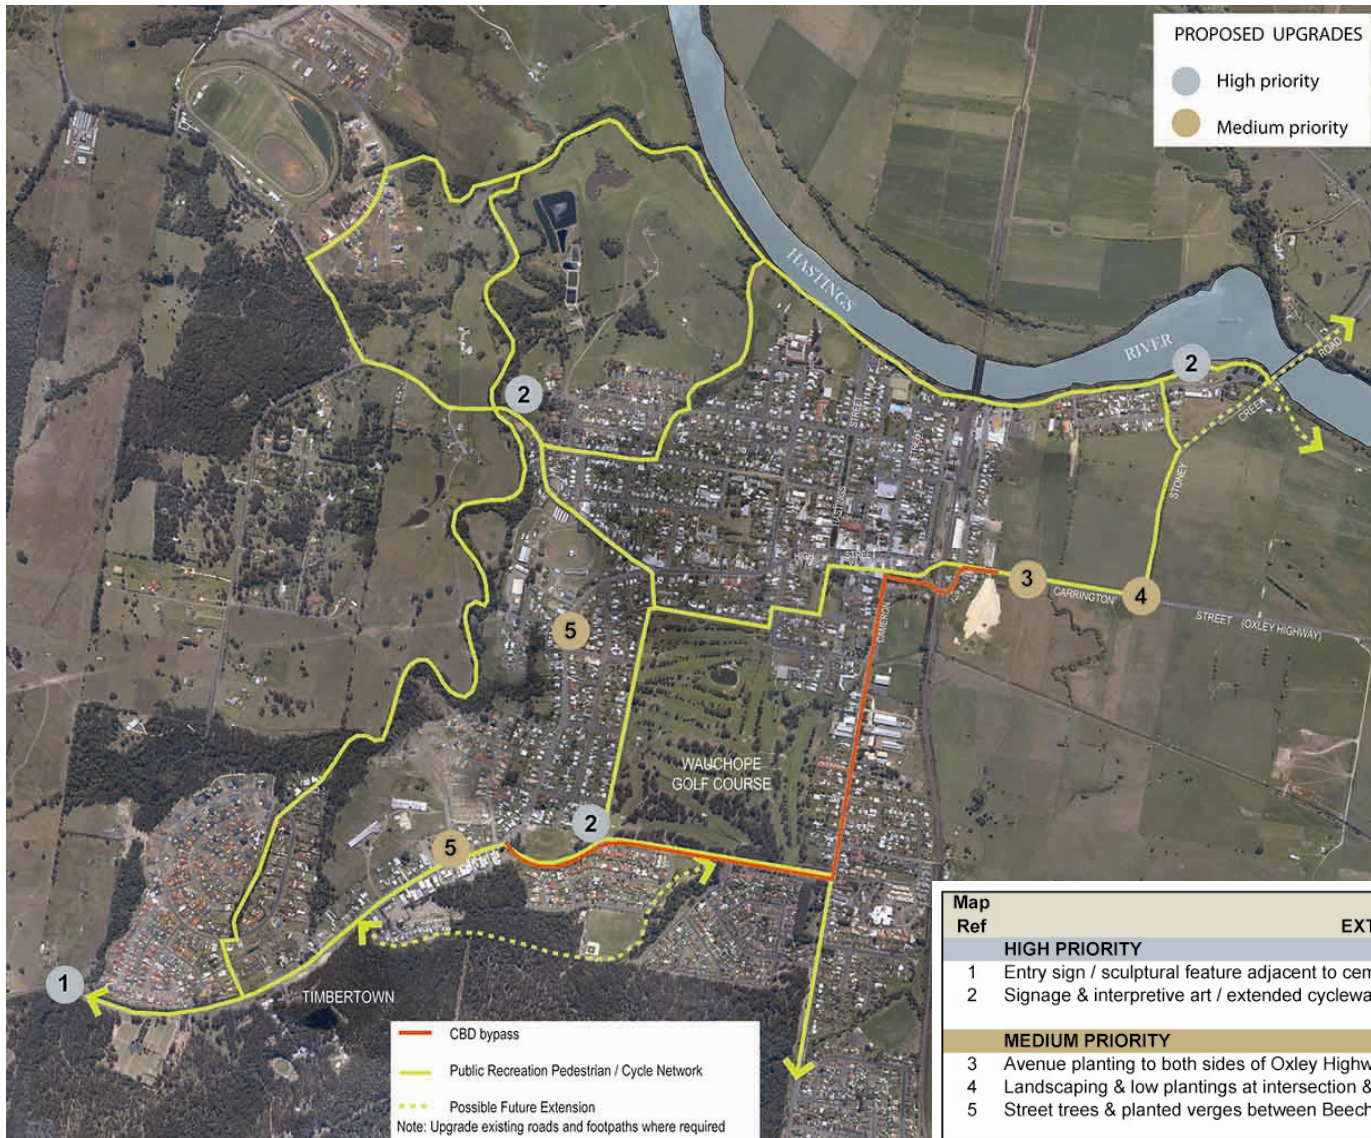 PROPOSED UPGRADES
High priority
Medium priority
HASTINGS
RIVER
2
ROAD
CREEK
STONEY
2
STREET
HASTINGS
HIGH STREET
3
CARRINGTON
4
STREET (OXLEY HIGHWAY)
CAMERON
5
WAUCHOPE
GOLF COURSE
2
5
1
TIMBERTOWN
CBD bypass
Public Recreation Pedestrian / Cycle Network
Possible Future Extension
Note: Upgrade existing roads and footpaths where required
Map
Ref EXT
HIGH PRIORITY
1 Entry sign / sculptural feature adjacent to cem
2 Signage & interpretive art / extended cyclewa
MEDIUM PRIORITY
3 Avenue planting to both sides of Oxley Highw
4 Landscaping & low plantings at intersection &
5 Street trees & planted verges between Beech